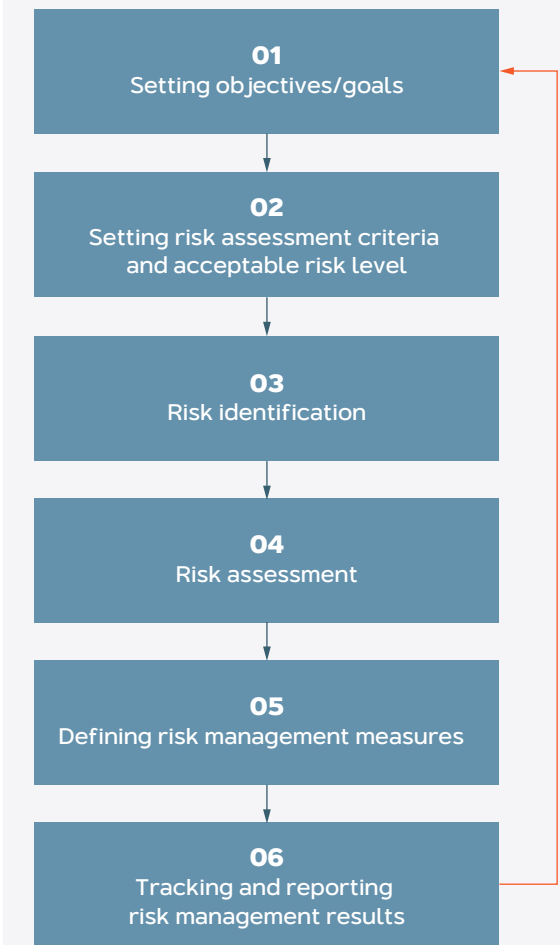 01
Setting objectives/goals
02
Setting risk assessment criteria
and acceptable risk level
03
Risk identification
04
Risk assessment
05
Defining risk management measures
06
Tracking and reporting
risk management results